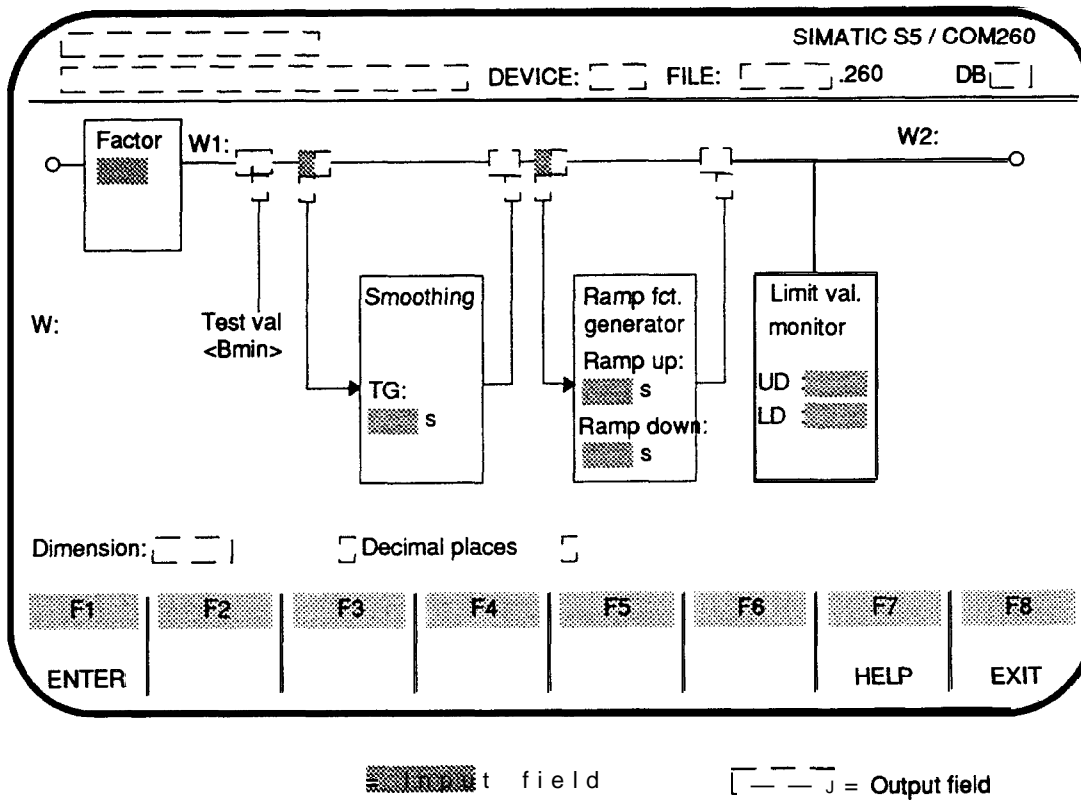 SIMATIC S5 / COM260
DEVICE: FILE: .260 DB
Factor
W1:
W2:
W:
Test val
<Bmin>
Smoothing
TG:
s
Ramp fct.
generator
Ramp up:
s
Ramp down:
s
Limit val.
monitor
UD
LD
Dimension: Decimal places
F1 F2 F3 F4 F5 F6 F7 F8
ENTER HELP EXIT
= Input field
= Output field